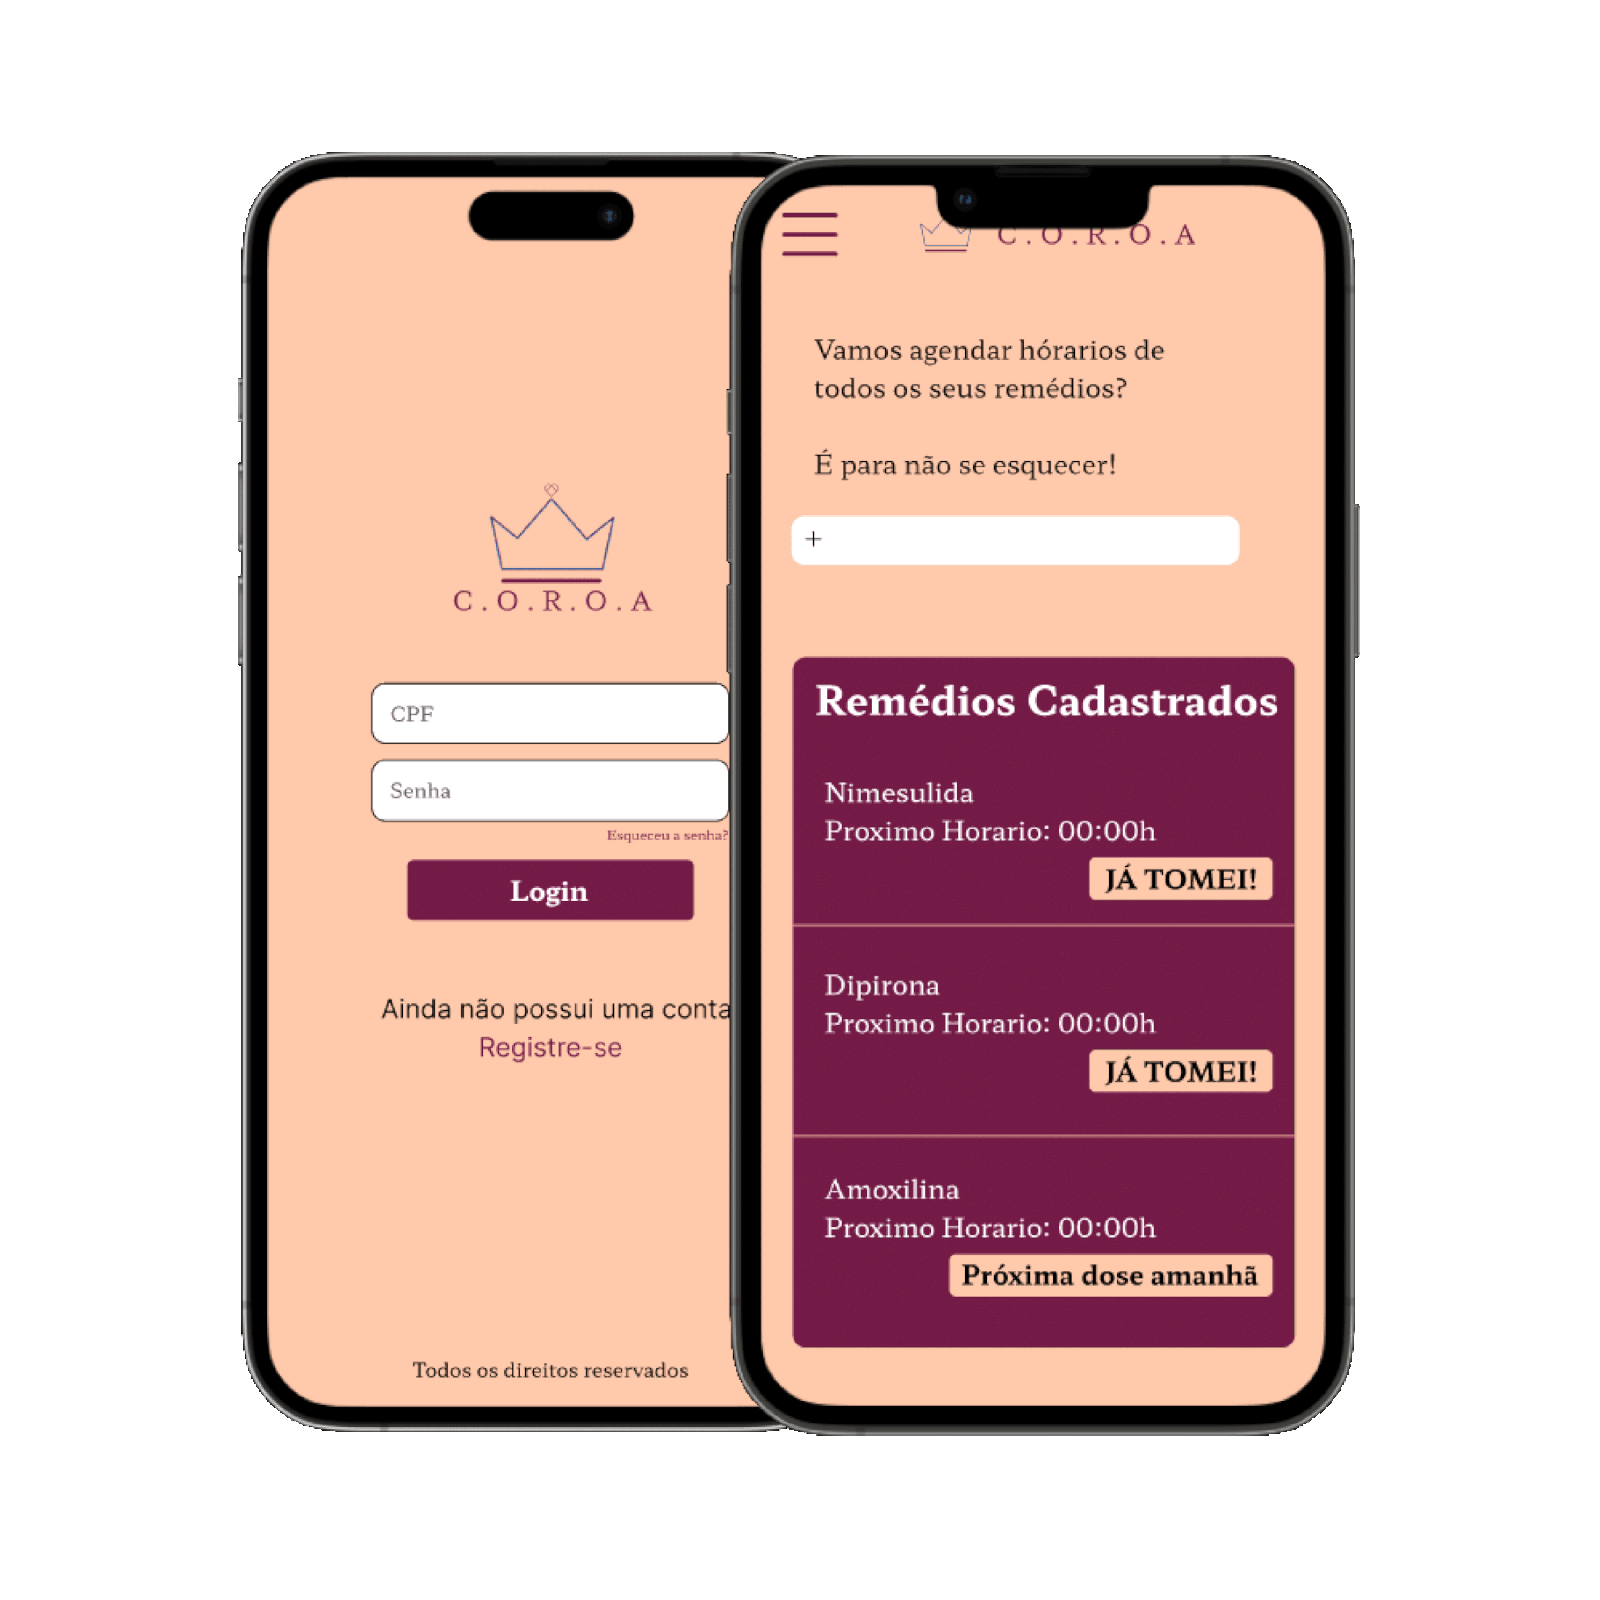 C.O.R.O.A
CPF
Senha
Esqueceu a senha?
Login
Ainda não possui uma conta
Registre-se
Todos os direitos reservados
C.O.R.O.A
Vamos agendar hórarios de
todos os seus remédios?
É para não se esquecer!
+
Remédios Cadastrados
Nimesulida
Proximo Horario: 00:00h
JÁ TOMEI!
Dipirona
Proximo Horario: 00:00h
JÁ TOMEI!
Amoxilina
Proximo Horario: 00:00h
Próxima dose amanhã